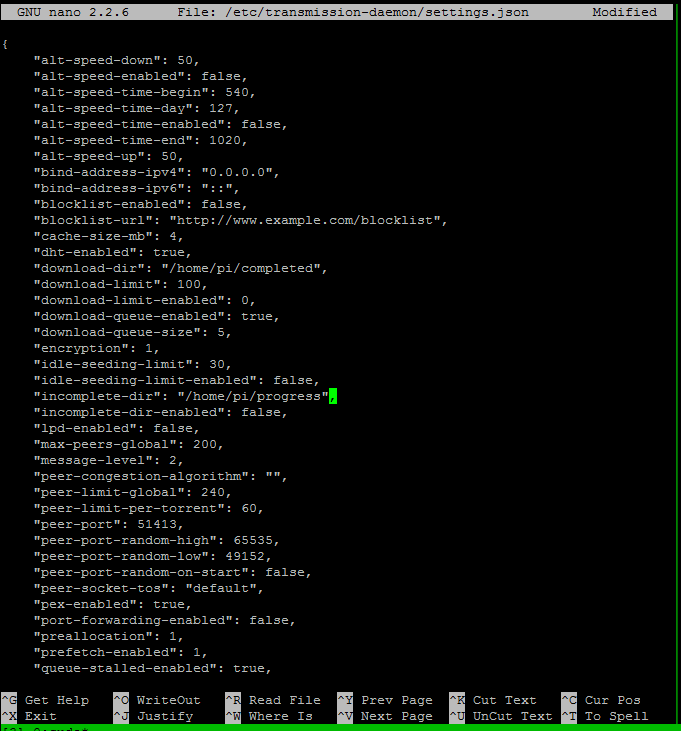 GNU nano 2.2.6 File: /etc/transmission-daemon/settings.json Modified
{
"alt-speed-down": 50,
"alt-speed-enabled": false,
"alt-speed-time-begin": 540,
"alt-speed-time-day": 127,
"alt-speed-time-enabled": false,
"alt-speed-time-end": 1020,
"alt-speed-up": 50,
"bind-address-ipv4": "0.0.0.0",
"bind-address-ipv6": "::",
"blocklist-enabled": false,
"blocklist-url": "http://www.example.com/blocklist",
"cache-size-mb": 4,
"dht-enabled": true,
"download-dir": "/home/pi/completed",
"download-limit": 100,
"download-limit-enabled": 0,
"download-queue-enabled": true,
"download-queue-size": 5,
"encryption": 1,
"idle-seeding-limit": 30,
"idle-seeding-limit-enabled": false,
"incomplete-dir": "/home/pi/progress",
"incomplete-dir-enabled": false,
"lpd-enabled": false,
"max-peers-global": 200,
"message-level": 2,
"peer-congestion-algorithm": "",
"peer-limit-global": 240,
"peer-limit-per-torrent": 60,
"peer-port": 51413,
"peer-port-random-high": 65535,
"peer-port-random-low": 49152,
"peer-port-random-on-start": false,
"peer-socket-tos": "default",
"pex-enabled": true,
"port-forwarding-enabled": false,
"preallocation": 1,
"prefetch-enabled": 1,
"queue-stalled-enabled": true,
^G Get Help ^O WriteOut ^R Read File ^Y Prev Page ^K Cut Text ^C Cur Pos
^X Exit ^J Justify ^W Where Is ^V Next Page ^U UnCut Text ^T To Spell